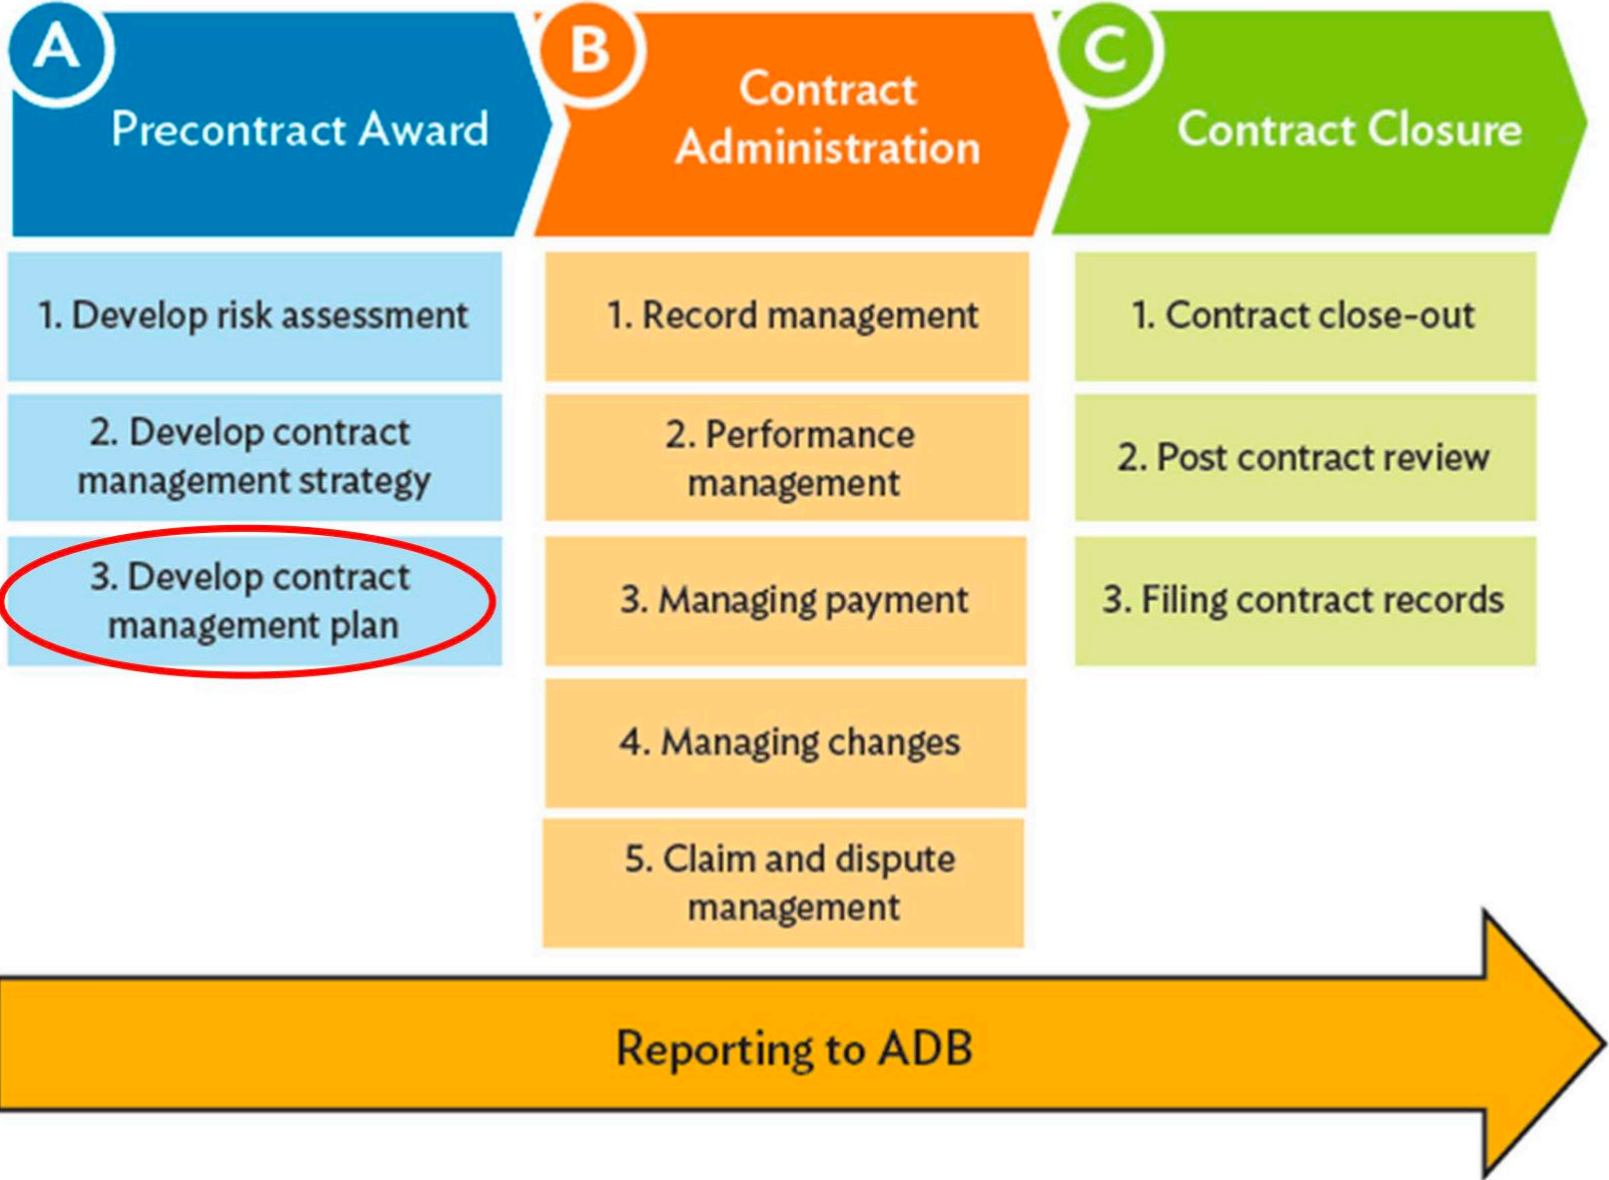 A
Precontract Award
1. Develop risk assessment
2. Develop contract
management strategy
3. Develop contract
management plan
B
Contract
Administration
1. Record management
2. Performance
management
3. Managing payment
4. Managing changes
5. Claim and dispute
management
C
Contract Closure
1. Contract close-out
2. Post contract review
3. Filing contract records
Reporting to ADB